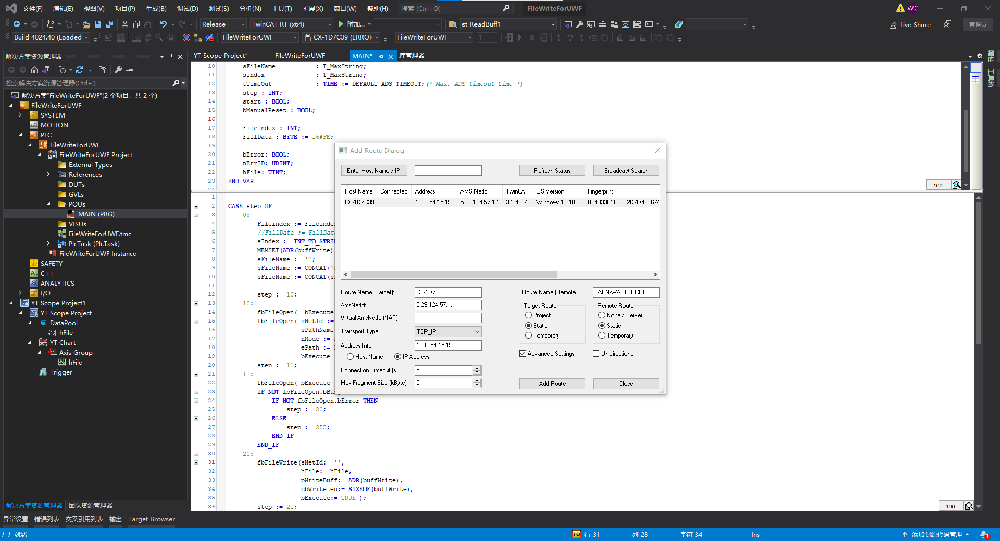 文件(F) 编辑(E) 视图(V) 项目(P) 生成(B) 调试(D) 测试(S) 分析(N) 工具(T) 扩展(X) 窗口(W) 帮助(H) 搜索 (Ctrl+Q) FileWriteForUWF WC
Release TwinCAT RT (x64) 附加... st_ReadBuff1 Live Share 管理员
Build 4024.40 (Loaded FileWriteForUWF CX-1D7C39 (ERROR FileWriteForUWF 1
解决方案资源管理器
搜索解决方案资源管理器(Ctrl+;)
解决方案"FileWriteForUWF"(2 个项目，共 2 个)
FileWriteForUWF
SYSTEM
MOTION
PLC
FileWriteForUWF
FileWriteForUWF Project
External Types
References
DUTs
GVLs
POUs
MAIN (PRG)
VISUs
FileWriteForUWF.tmc
PlcTask (PlcTask)
FileWriteForUWF Instance
SAFETY
C++
ANALYTICS
I/O
YT Scope Project1
YT Scope Project
DataPool
hFile
YT Chart
Axis Group
hFile
Trigger
解决方案资源管理器 团队资源管理器
YT Scope Project* FileWriteForUWF MAIN* 库管理器
属性
工具箱
10 sFileName : T_MaxString;
11 sIndex : T_MaxString;
12 tTimeOut : TIME := DEFAULT_ADS_TIMEOUT;(* Max. ADS timeout time *)
13 step : INT;
14 start : BOOL;
15 bManualReset : BOOL;
16
17 Fileindex : INT;
18 FillData : BYTE := 16#FE;
19
20 bError: BOOL;
21 nErrID: UDINT;
22 hFile: UINT;
23 END_VAR
24
100
1
2 CASE step OF
3 0:
4 Fileindex := Fileindex
5 //FillData := FillDat
6 sIndex := INT_TO_STRI
7 MEMSET(ADR(buffWrite)
8 sFileName := '';
9 sFileName := CONCAT('
10 sFileName := CONCAT(s
11
12 step := 10;
13 10:
14 fbFileOpen( bExecute
15 fbFileOpen( sNetId :=
16 sPathName
17 nMode :=
18 ePath :=
19 bExecute
20 step := 11;
21 11:
22 fbFileOpen( bExecute
23 IF NOT fbFileOpen.bBu
24 IF NOT fbFileOpen.bError THEN
25 step := 20;
26 ELSE
27 step := 255;
28 END_IF
29 END_IF
30 20:
31 fbFileWrite(sNetId:= '',
32 hFile:= hFile,
33 pWriteBuff:= ADR(buffWrite),
34 cbWriteLen:= SIZEOF(buffWrite),
35 bExecute:= TRUE );
36 step := 21;
100
Add Route Dialog
Enter Host Name / IP: Refresh Status Broadcast Search
Host Name Connected Address AMS NetId TwinCAT OS Version Fingerprint
CX-1D7C39 169.254.15.199 5.29.124.57.1.1 3.1.4024 Windows 10 1809 B24333C1C22F2D7D48F674
Route Name (Target): CX-1D7C39 Route Name (Remote): BACN-WALTERCUI
AmsNetId: 5.29.124.57.1.1 Target Route Remote Route
Virtual AmsNetId (NAT): Project None / Server
Transport Type: TCP_IP Static Static
Temporary Temporary
Address Info: 169.254.15.199
Host Name IP Address Advanced Settings Unidirectional
Connection Timeout (s): 5
Max Fragment Size (kByte): 0 Add Route Close
异常设置 错误列表 交叉引用列表 输出 Target Browser
就绪 TO 行 31 列 28 字符 34 Ins 添加到源代码管理 1